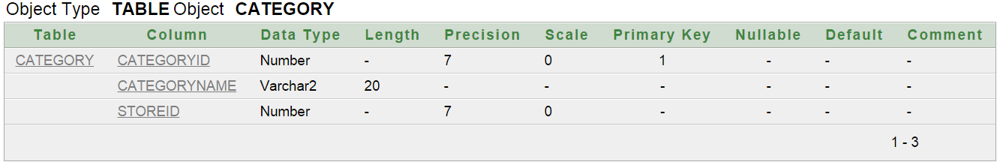 Object Type TABLE Object CATEGORY
Table Column Data Type Length Precision Scale Primary Key Nullable Default Comment
CATEGORY CATEGORYID Number - 7 0 1 - - -
CATEGORYNAME Varchar2 20 - - - - - -
STOREID Number - 7 0 - - - -
1 - 3